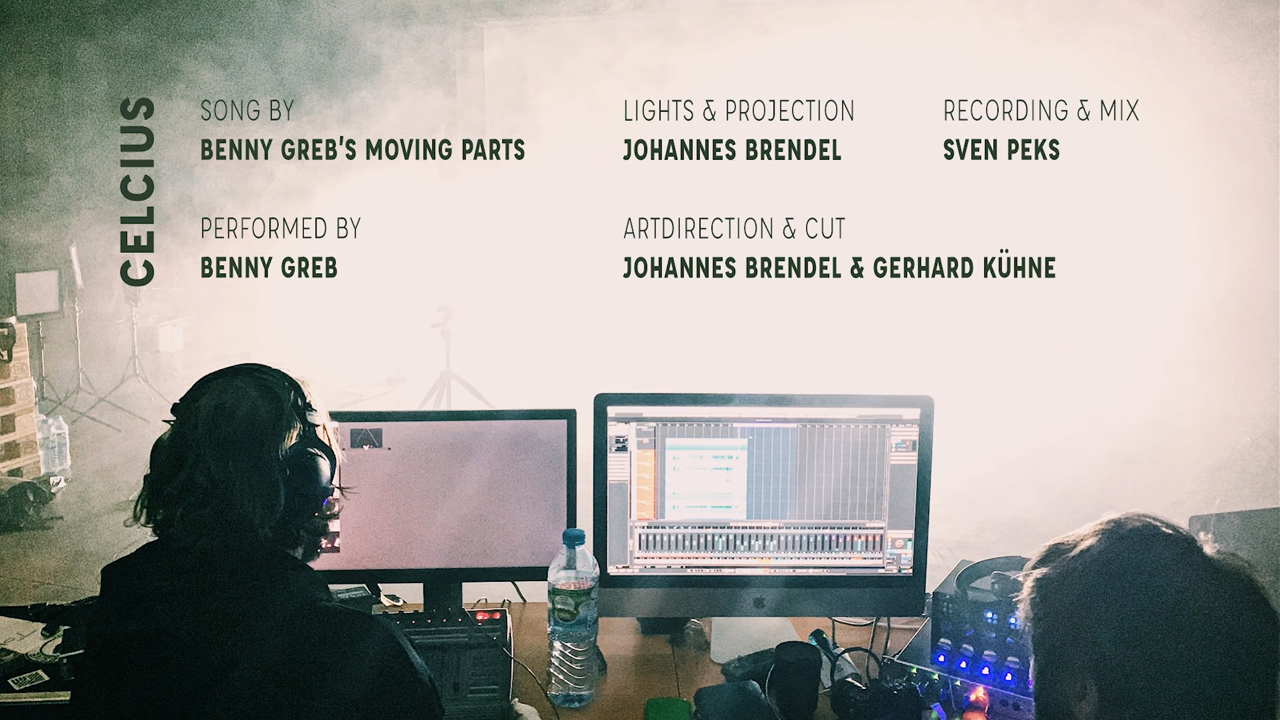 CELCIUS
SONG BY
BENNY GREB'S MOVING PARTS
PERFORMED BY
BENNY GREB
LIGHTS & PROJECTION
JOHANNES BRENDEL
RECORDING & MIX
SVEN PEKS
ARTDIRECTION & CUT
JOHANNES BRENDEL & GERHARD KÜHNE